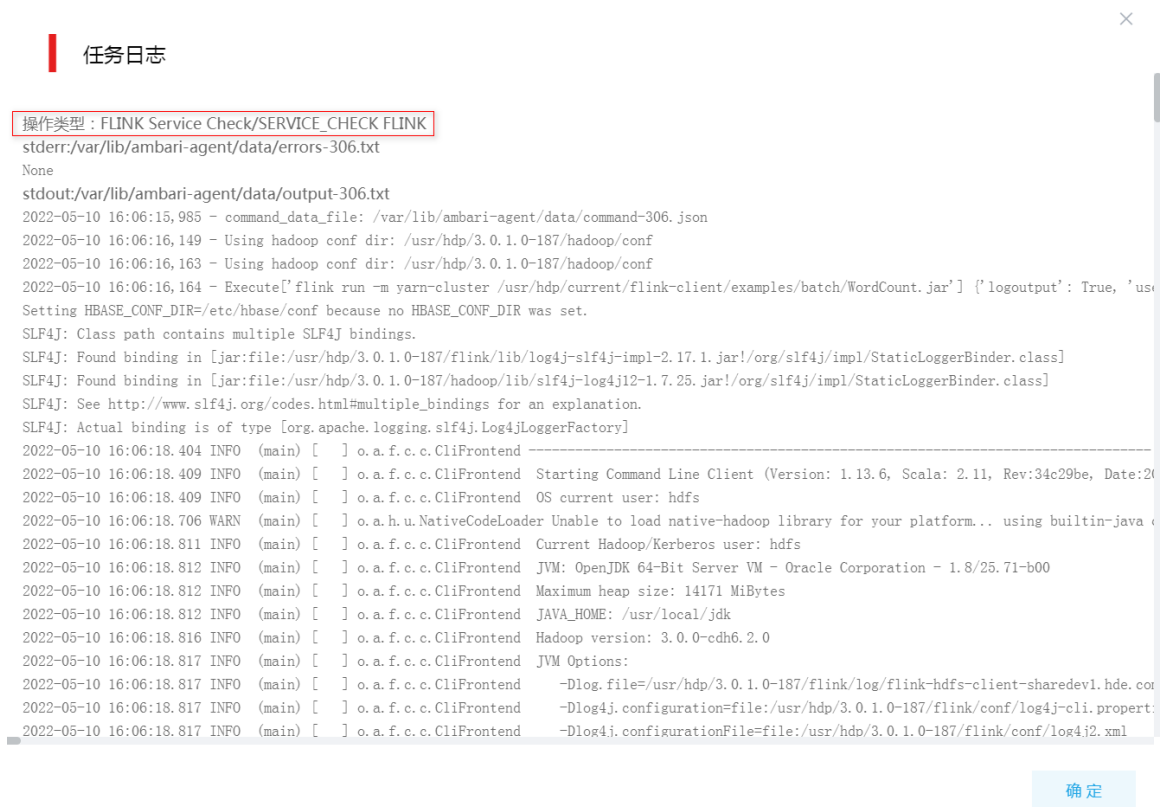 任务日志
操作类型：FLINK Service Check/SERVICE_CHECK FLINK
stderr:/var/lib/ambari-agent/data/errors-306.txt
None
stdout:/var/lib/ambari-agent/data/output-306.txt
2022-05-10 16:06:15,985 - command_data_file: /var/lib/ambari-agent/data/command-306.json
2022-05-10 16:06:16,149 - Using hadoop conf dir: /usr/hdp/3.0.1.0-187/hadoop/conf
2022-05-10 16:06:16,163 - Using hadoop conf dir: /usr/hdp/3.0.1.0-187/hadoop/conf
2022-05-10 16:06:16,164 - Execute['flink run -m yarn-cluster /usr/hdp/current/flink-client/examples/batch/WordCount.jar'] {'logoutput': True, 'use
Setting HBASE_CONF_DIR=/etc/hbase/conf because no HBASE_CONF_DIR was set.
SLF4J: Class path contains multiple SLF4J bindings.
SLF4J: Found binding in [jar:file:/usr/hdp/3.0.1.0-187/flink/lib/log4j-slf4j-impl-2.17.1.jar!/org/slf4j/impl/StaticLoggerBinder.class]
SLF4J: Found binding in [jar:file:/usr/hdp/3.0.1.0-187/hadoop/lib/slf4j-log4j12-1.7.25.jar!/org/slf4j/impl/StaticLoggerBinder.class]
SLF4J: See http://www.slf4j.org/codes.html#multiple_bindings for an explanation.
SLF4J: Actual binding is of type [org.apache.logging.slf4j.Log4jLoggerFactory]
2022-05-10 16:06:18.404 INFO  (main) [   ] o.a.f.c.c.CliFrontend --------------------------------------------------------------------------------
2022-05-10 16:06:18.409 INFO  (main) [   ] o.a.f.c.c.CliFrontend  Starting Command Line Client (Version: 1.13.6, Scala: 2.11, Rev:34c29be, Date:20
2022-05-10 16:06:18.409 INFO  (main) [   ] o.a.f.c.c.CliFrontend  OS current user: hdfs
2022-05-10 16:06:18.706 WARN  (main) [   ] o.a.h.u.NativeCodeLoader Unable to load native-hadoop library for your platform... using builtin-java c
2022-05-10 16:06:18.811 INFO  (main) [   ] o.a.f.c.c.CliFrontend  Current Hadoop/Kerberos user: hdfs
2022-05-10 16:06:18.812 INFO  (main) [   ] o.a.f.c.c.CliFrontend  JVM: OpenJDK 64-Bit Server VM - Oracle Corporation - 1.8/25.71-b00
2022-05-10 16:06:18.812 INFO  (main) [   ] o.a.f.c.c.CliFrontend  Maximum heap size: 14171 MiBytes
2022-05-10 16:06:18.812 INFO  (main) [   ] o.a.f.c.c.CliFrontend  JAVA_HOME: /usr/local/jdk
2022-05-10 16:06:18.816 INFO  (main) [   ] o.a.f.c.c.CliFrontend  Hadoop version: 3.0.0-cdh6.2.0
2022-05-10 16:06:18.817 INFO  (main) [   ] o.a.f.c.c.CliFrontend  JVM Options:
2022-05-10 16:06:18.817 INFO  (main) [   ] o.a.f.c.c.CliFrontend     -Dlog.file=/usr/hdp/3.0.1.0-187/flink/log/flink-hdfs-client-sharedev1.hde.com
2022-05-10 16:06:18.817 INFO  (main) [   ] o.a.f.c.c.CliFrontend     -Dlog4j.configuration=file:/usr/hdp/3.0.1.0-187/flink/conf/log4j-cli.properti
2022-05-10 16:06:18.817 INFO  (main) [   ] o.a.f.c.c.CliFrontend     -Dlog4j.configurationFile=file:/usr/hdp/3.0.1.0-187/flink/conf/log4j2.xml
确定